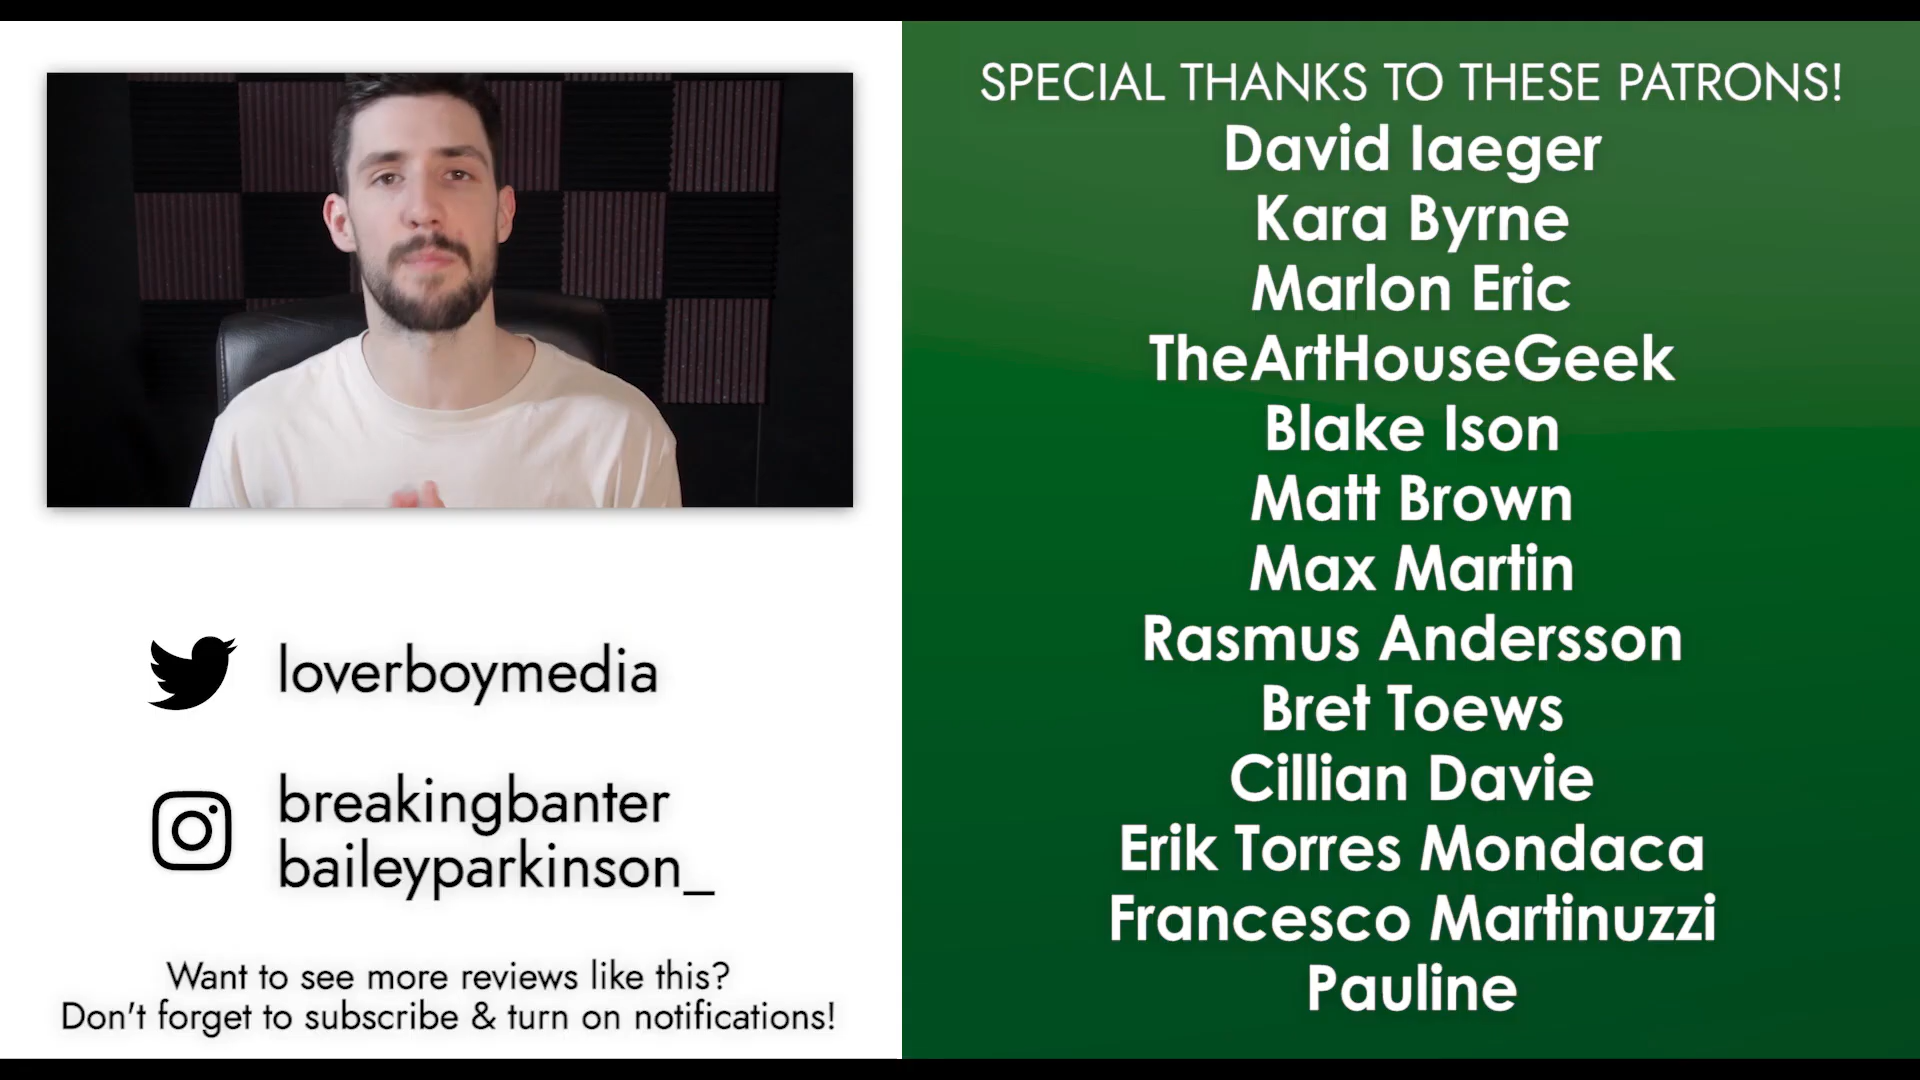 loverboymedia
breakingbanter
baileyparkinson_
Want to see more reviews like this?
Don't forget to subscribe & turn on notifications!
SPECIAL THANKS TO THESE PATRONS!
David Iaeger
Kara Byrne
Marlon Eric
TheArtHouseGeek
Blake Ison
Matt Brown
Max Martin
Rasmus Andersson
Bret Toews
Cillian Davie
Erik Torres Mondaca
Francesco Martinuzzi
Pauline